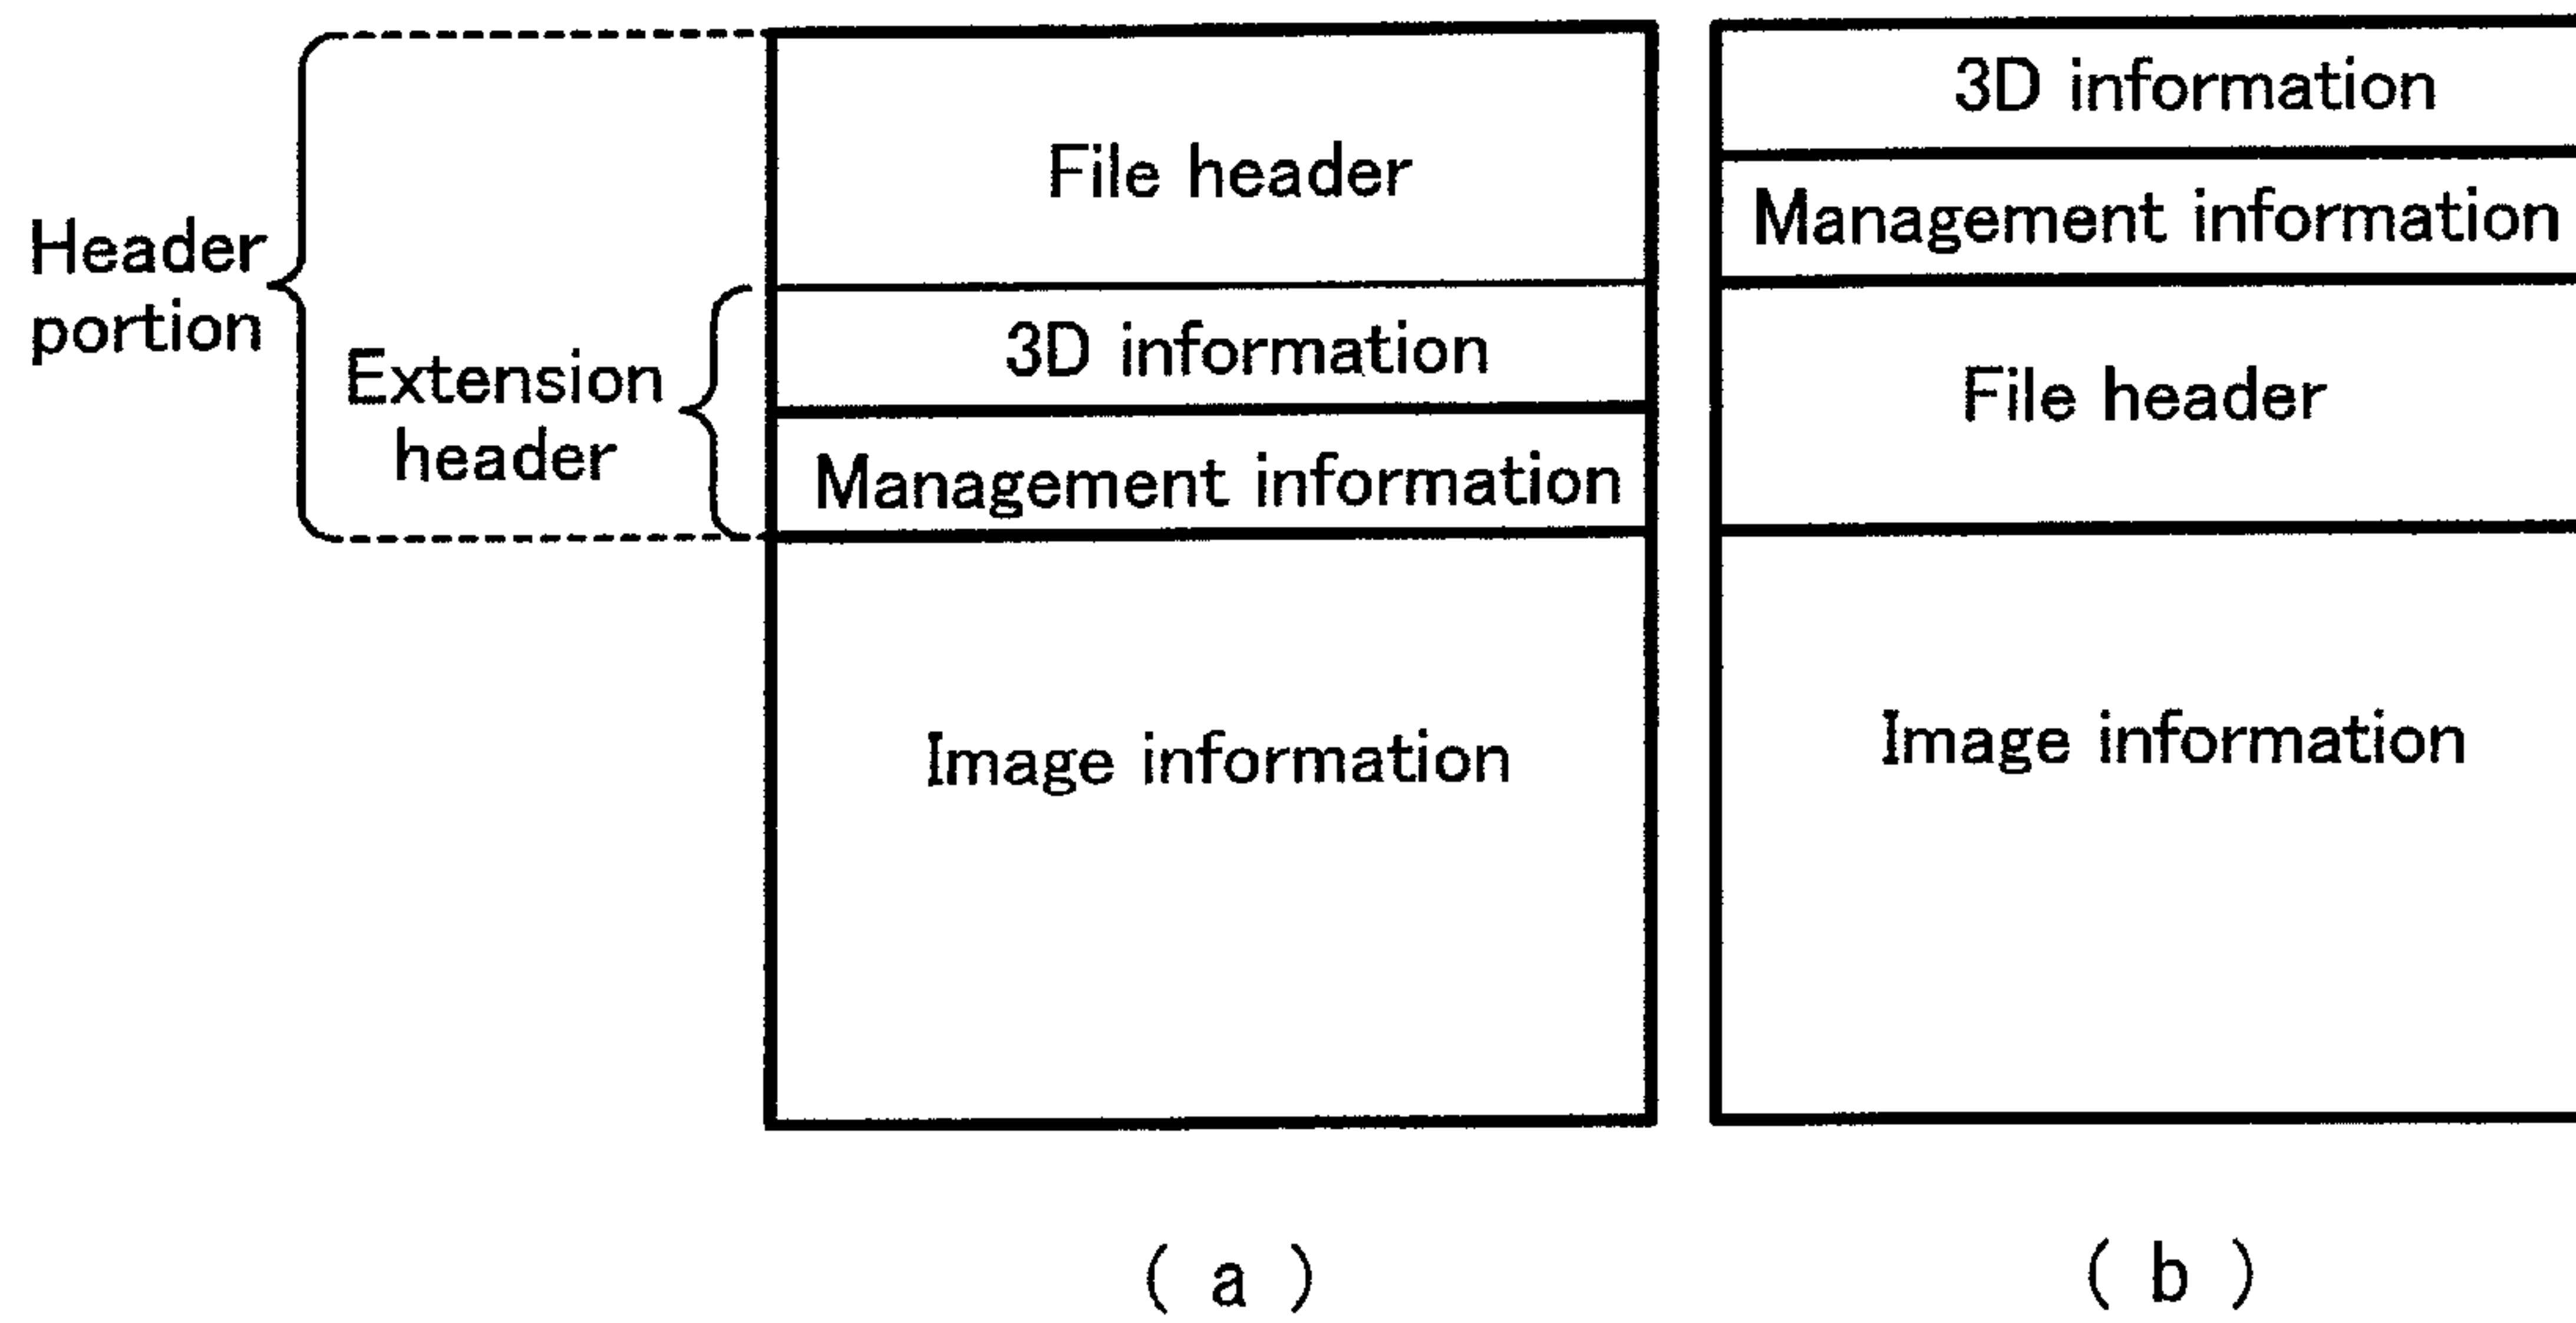 Header
portion
Extension
header
File header
3D information
Management information
Image information
( a )
3D information
Management information
File header
Image information
( b )